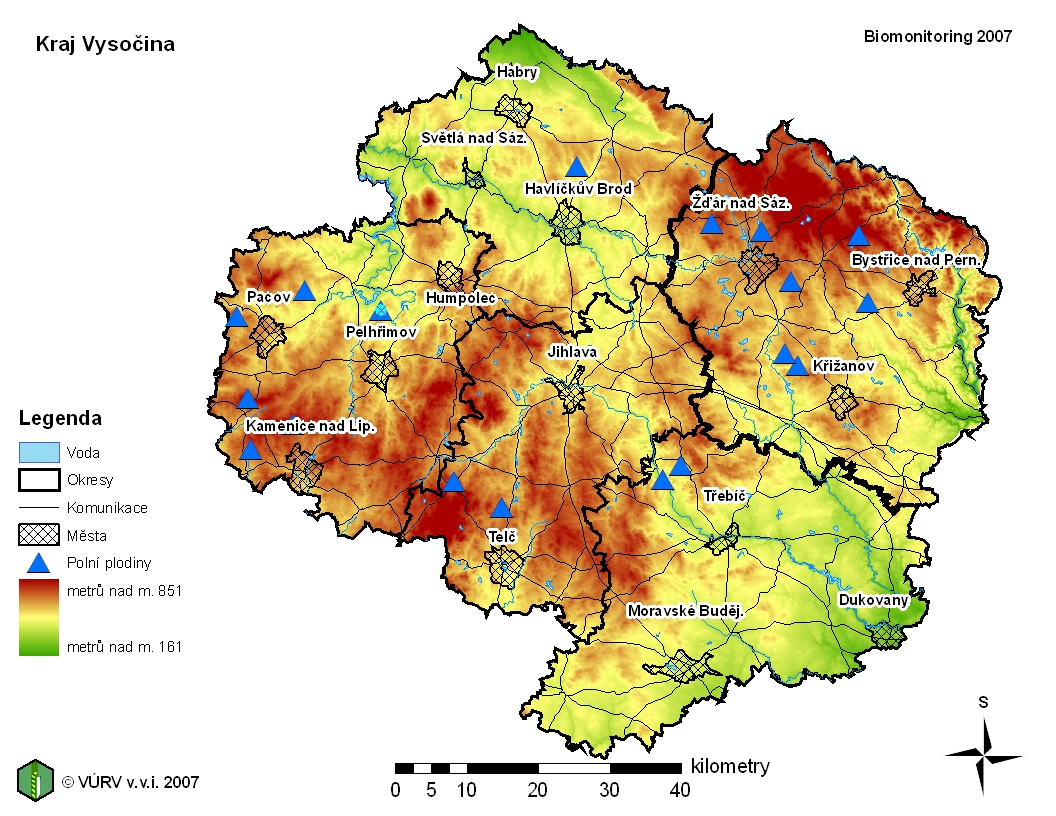 Kraj Vysočina
Biomonitoring 2007
Habry
Světlá nad Sáz.
Havlíčkův Brod
Žďár nad Sáz.
Bystřice nad Pern.
Pacov
Humpolec
Pelhřimov
Jihlava
Křižanov
Kamenice nad Lip.
Třebíč
Telč
Dukovany
Moravské Buděj.
Legenda
Voda
Okresy
Komunikace
Města
Polní plodiny
metrů nad m. 851
metrů nad m. 161
S
© VÚRV v.v.i. 2007
kilometry
0 5 10 20 30 40